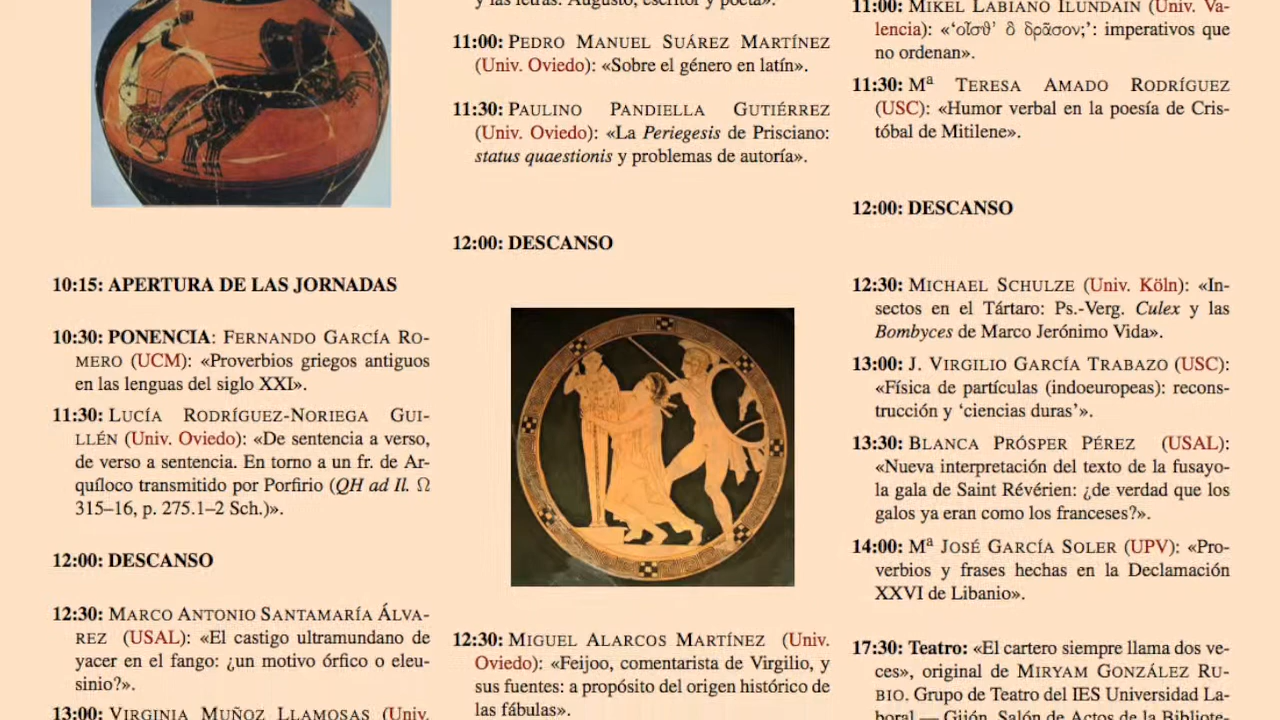 10:15: APERTURA DE LAS JORNADAS
10:30: PONENCIA: FERNANDO GARCÍA RO-
MERO (UCM): «Proverbios griegos antiguos
en las lenguas del siglo XXI».
11:30: LUCÍA RODRÍGUEZ-NORIEGA GUI-
LLÉN (Univ. Oviedo): «De sentencia a verso,
de verso a sentencia. En torno a un fr. de Ar-
quíloco transmitido por Porfirio (QH ad Il. Ω
315–16, p. 275.1–2 Sch.)».
12:00: DESCANSO
12:30: MARCO ANTONIO SANTAMARÍA ÁLVA-
REZ (USAL): «El castigo ultramundano de
yacer en el fango: ¿un motivo órfico o eleu-
sinio?».
13:00: VIRGINIA MUÑOZ LLAMOSAS (Univ.
y las letras. Augusto, escritor y poeta».
11:00: PEDRO MANUEL SUÁREZ MARTÍNEZ
(Univ. Oviedo): «Sobre el género en latín».
11:30: PAULINO PANDIELLA GUTIÉRREZ
(Univ. Oviedo): «La Periegesis de Prisciano:
status quaestionis y problemas de autoría».
12:00: DESCANSO
12:30: MIGUEL ALARCOS MARTÍNEZ (Univ.
Oviedo): «Feijoo, comentarista de Virgilio, y
sus fuentes: a propósito del origen histórico de
las fábulas».
11:00: MIKEL LABIANO ILUNDAIN (Univ. Va-
lencia): «‘οἶσθ’ ὃ δρᾶσον;’: imperativos que
no ordenan».
11:30: Mª TERESA AMADO RODRÍGUEZ
(USC): «Humor verbal en la poesía de Cris-
tóbal de Mitilene».
12:00: DESCANSO
12:30: MICHAEL SCHULZE (Univ. Köln): «In-
sectos en el Tártaro: Ps.-Verg. Culex y las
Bombyces de Marco Jerónimo Vida».
13:00: J. VIRGILIO GARCÍA TRABAZO (USC):
«Física de partículas (indoeuropeas): recons-
trucción y ‘ciencias duras’».
13:30: BLANCA PRÓSPER PÉREZ (USAL):
«Nueva interpretación del texto de la fusayo-
la gala de Saint Révérien: ¿de verdad que los
galos ya eran como los franceses?».
14:00: Mª JOSÉ GARCÍA SOLER (UPV): «Pro-
verbios y frases hechas en la Declamación
XXVI de Libanio».
17:30: Teatro: «El cartero siempre llama dos ve-
ces», original de MIRYAM GONZÁLEZ RU-
BIO. Grupo de Teatro del IES Universidad La-
boral — Gijón. Salón de Actos de la Bibliote-